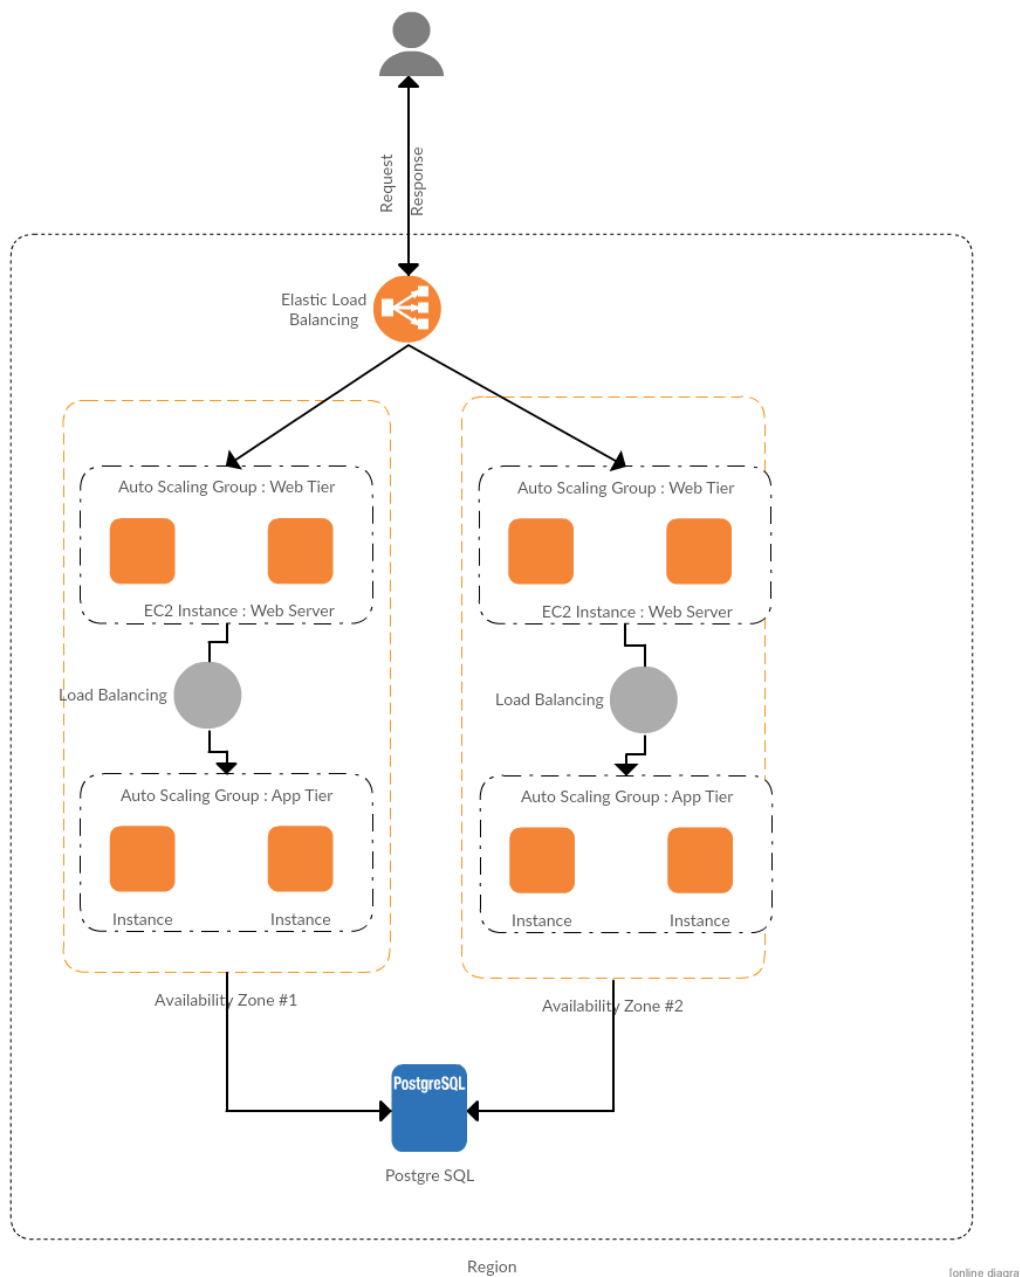 Request
Response
Elastic Load
Balancing
Auto Scaling Group : Web Tier
EC2 Instance : Web Server
Auto Scaling Group : Web Tier
EC2 Instance : Web Server
Load Balancing
Load Balancing
Auto Scaling Group : App Tier
Instance Instance
Auto Scaling Group : App Tier
Instance Instance
Availability Zone #1
Availability Zone #2
PostgreSQL
Postgre SQL
Region
[online diagra